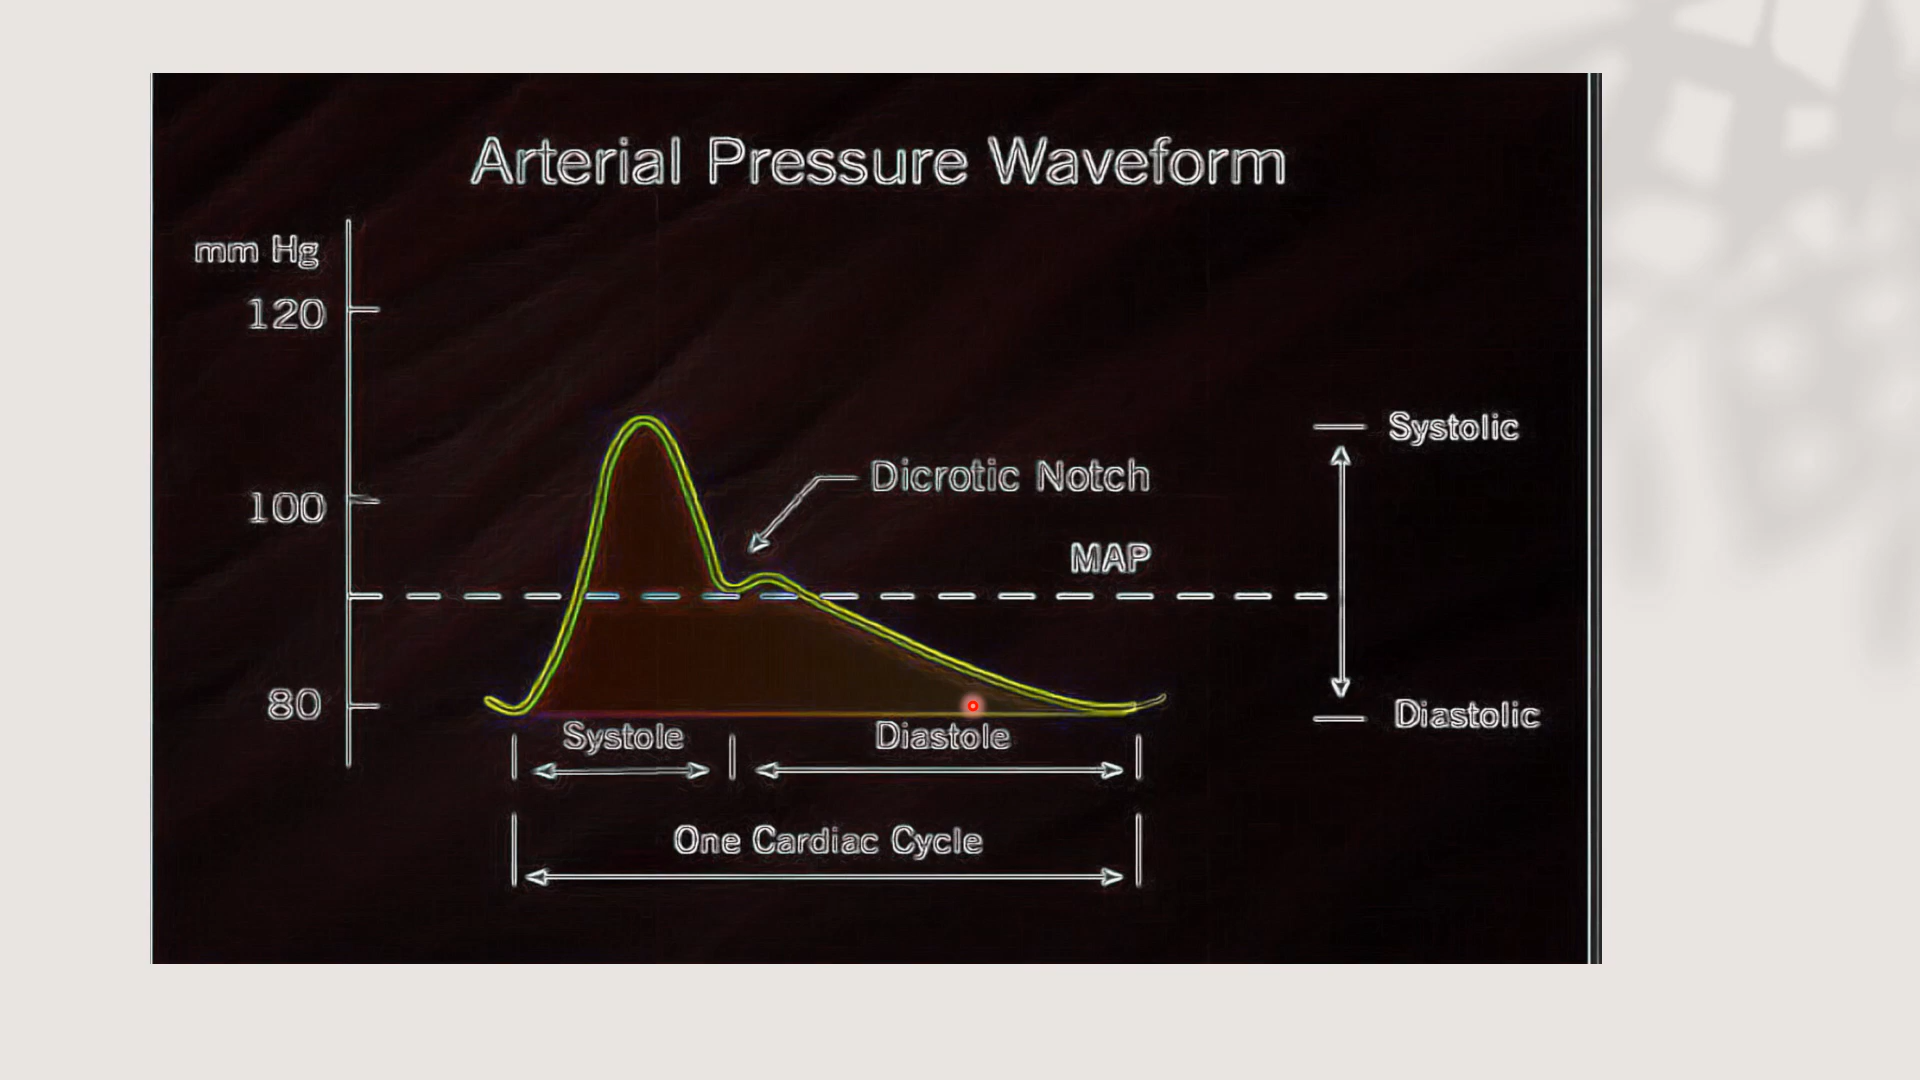 Arterial Pressure Waveform
mm Hg
120
100
80
Dicrotic Notch
MAP
Systolic
Diastolic
Systole
Diastole
One Cardiac Cycle